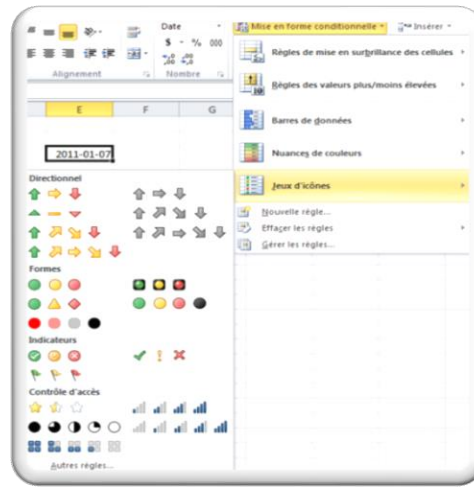 Date
Mise en forme conditionnelle
Insérer
$ - % 000
Alignement
Nombre
Règles de mise en surbrillance des cellules
Règles des valeurs plus/moins élevées
Barres de données
Nuances de couleurs
Jeux d'icônes
Nouvelle règle...
Effacer les règles
Gérer les règles...
E F G
2011-01-07
Directionnel
Formes
Indicateurs
Contrôle d'accès
Autres règles...